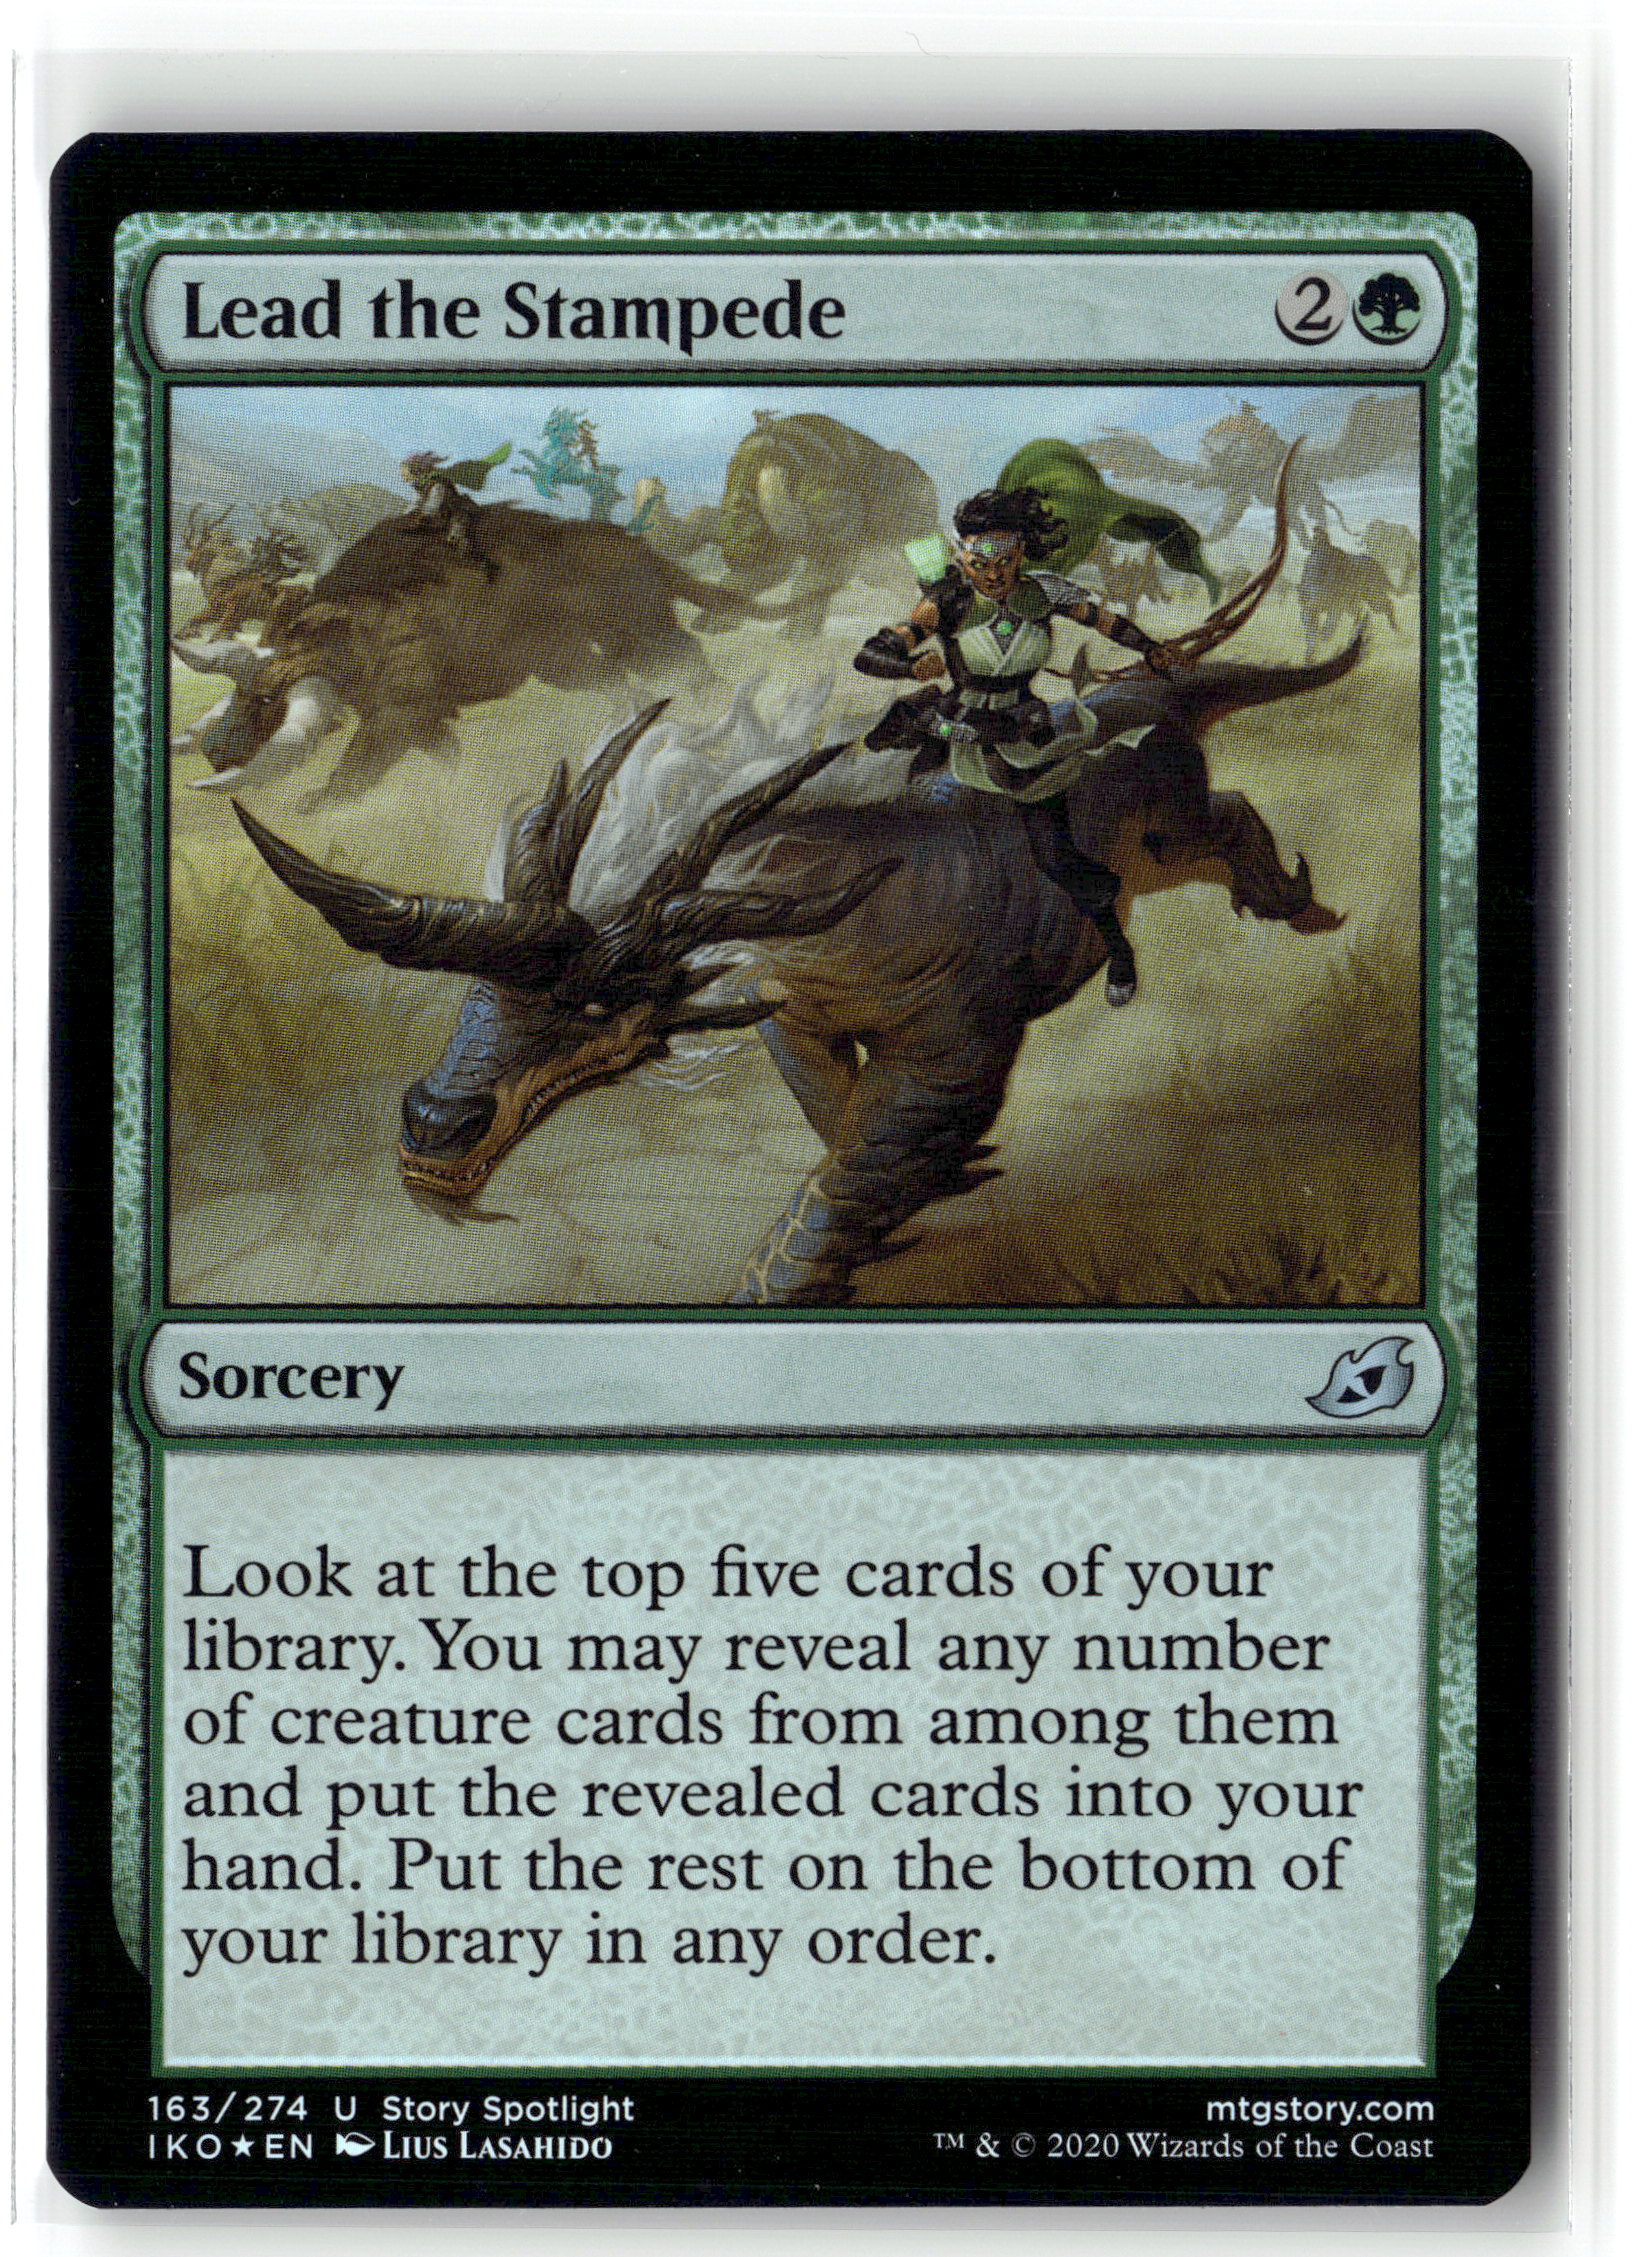 Lead the Stampede 2
Sorcery
Look at the top five cards of your
library. You may reveal any number
of creature cards from among them
and put the revealed cards into your
hand. Put the rest on the bottom of
your library in any order.
163/274 U Story Spotlight
IKO★EN LIUS LASAHIDO
mtgstory.com
™ & © 2020 Wizards of the Coast